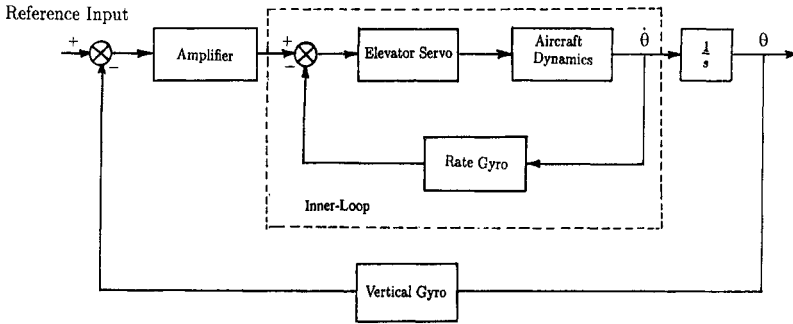 Reference Input
+
−
Amplifier
+
−
Elevator Servo
Aircraft
Dynamics
θ̇
1
s
θ
Rate Gyro
Inner-Loop
Vertical Gyro